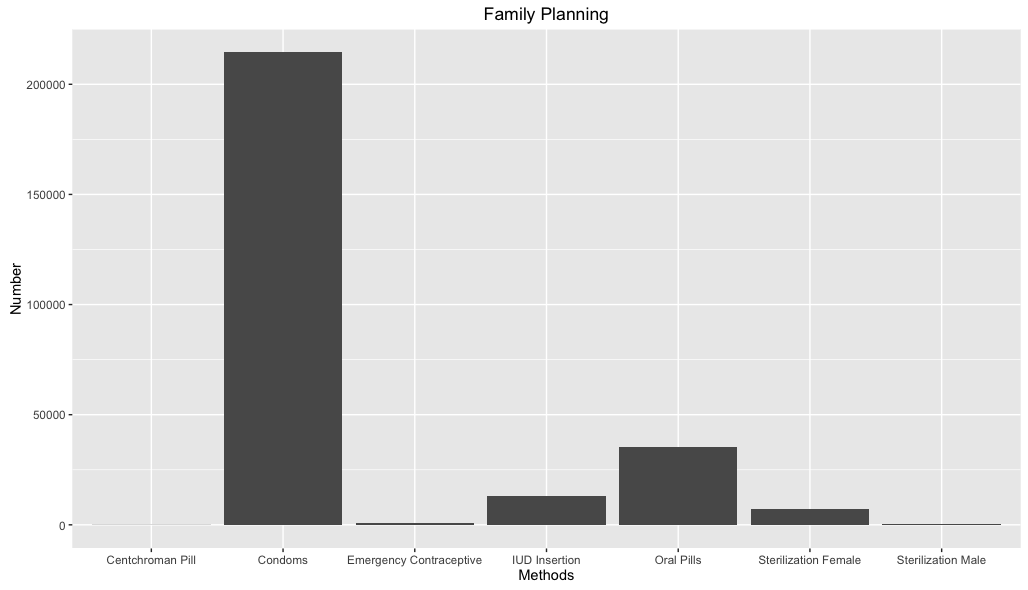 Family Planning
Number
200000
150000
100000
50000
0
Centchroman Pill
Condoms
Emergency Contraceptive
IUD Insertion
Oral Pills
Sterilization Female
Sterilization Male
Methods